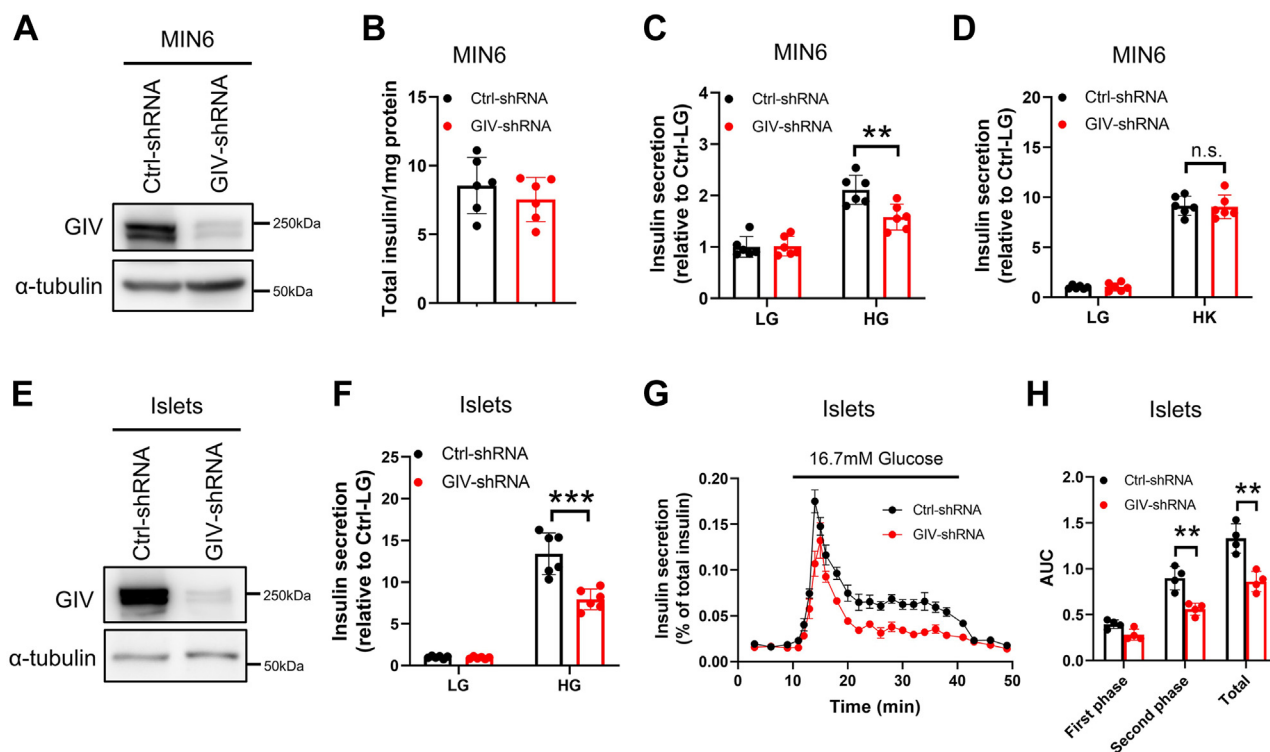 A
MIN6
Ctrl-shRNA
GIV-shRNA
GIV
250kDa
α-tubulin
50kDa
B
MIN6
Total insulin/1mg protein
15
10
5
0
Ctrl-shRNA
GIV-shRNA
C
MIN6
Insulin secretion
(relative to Ctrl-LG)
4
3
2
1
0
Ctrl-shRNA
GIV-shRNA
**
LG
HG
D
MIN6
Insulin secretion
(relative to Ctrl-LG)
20
15
10
5
0
Ctrl-shRNA
GIV-shRNA
n.s.
LG
HK
E
Islets
Ctrl-shRNA
GIV-shRNA
GIV
250kDa
α-tubulin
50kDa
F
Islets
Insulin secretion
(relative to Ctrl-LG)
25
20
15
10
5
0
Ctrl-shRNA
GIV-shRNA
***
LG
HG
G
Islets
16.7mM Glucose
Insulin secretion
(% of total insulin)
0.20
0.15
0.10
0.05
0.00
Ctrl-shRNA
GIV-shRNA
0
10
20
30
40
50
Time (min)
H
Islets
AUC
2.0
1.5
1.0
0.5
0.0
Ctrl-shRNA
GIV-shRNA
**
**
First phase
Second phase
Total